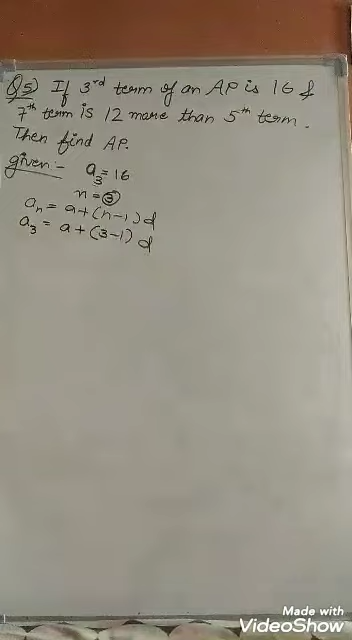 Q5) If 3rd term of an AP is 16 &
7th term is 12 more than 5th term.
Then find AP.
given:- a3 = 16
n = 3
an = a + (n-1) d
a3 = a + (3-1) d
Made with
VideoShow